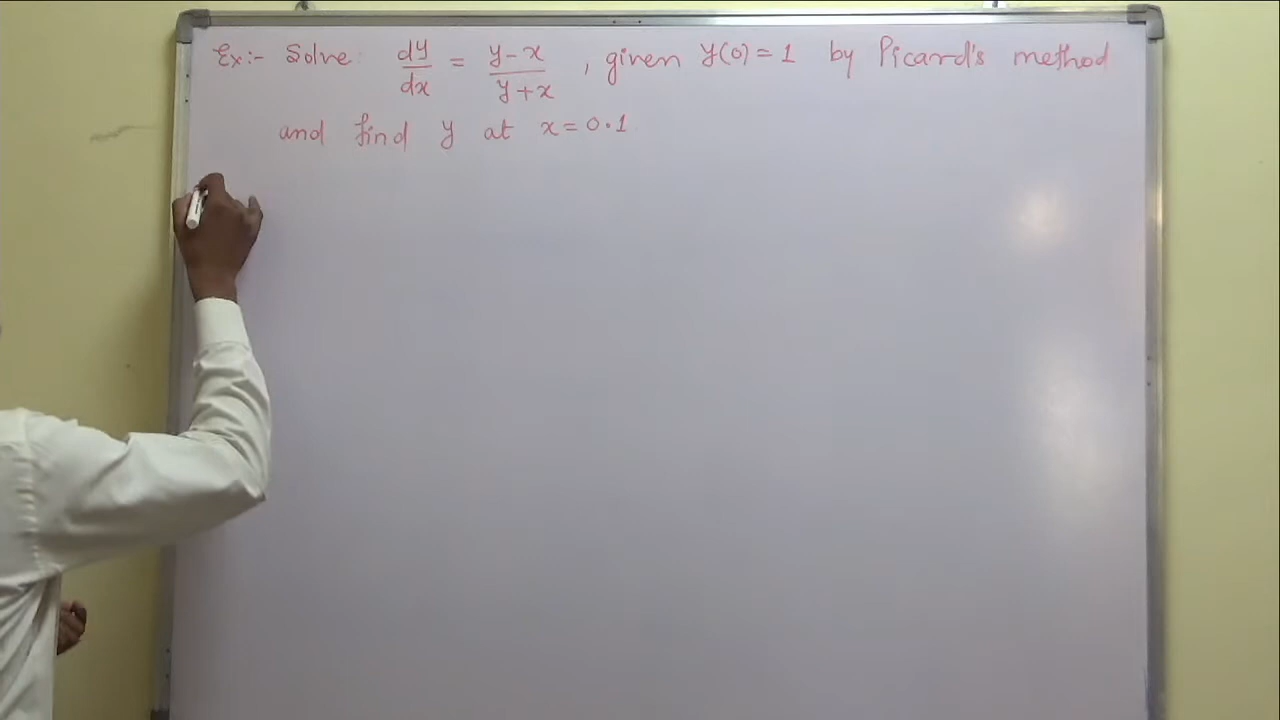 Ex:- Solve: dy/dx = y-x/y+x , given y(0)=1 by Picard's method
and find y at x=0.1